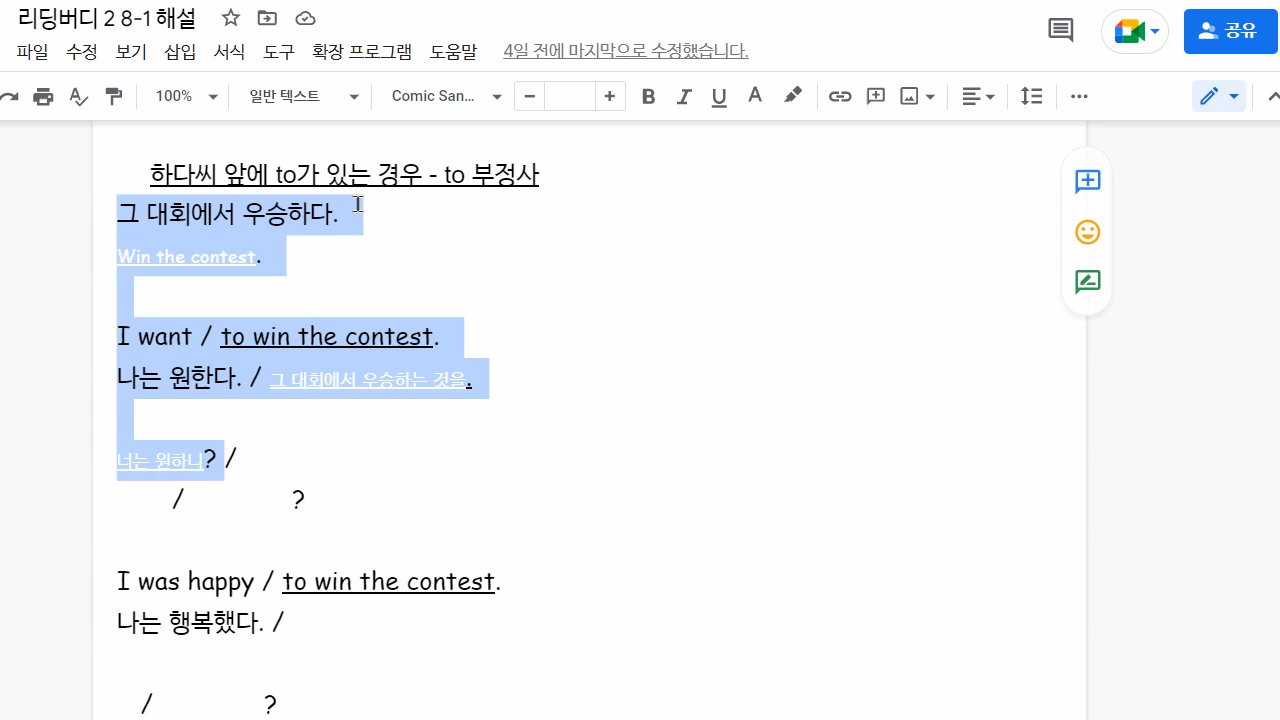 리딩버디 2 8-1 해설
파일 수정 보기 삽입 서식 도구 확장 프로그램 도움말 4일 전에 마지막으로 수정했습니다. 공유
100% 일반 텍스트 Comic San... − + B I U A ...
하다씨 앞에 to가 있는 경우 - to 부정사
그 대회에서 우승하다.
Win the contest.
I want / to win the contest.
나는 원한다. / 그 대회에서 우승하는 것을.
너는 원하니? /
/ ?
I was happy / to win the contest.
나는 행복했다. /
/ ?